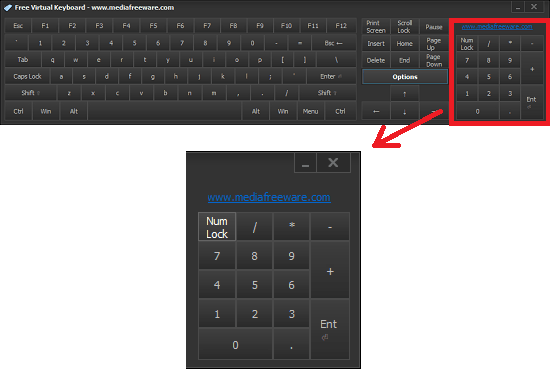 Free Virtual Keyboard - www.mediafreeware.com
Esc F1 F2 F3 F4 F5 F6 F7 F8 F9 F10 F11 F12 Print Screen Scroll Lock Pause www.mediafreeware.com
` 1 2 3 4 5 6 7 8 9 0 - = Bsc ← Insert Home Page Up Num Lock / * -
Tab q w e r t y u i o p [ ] \ Delete End Page Down 7 8 9 +
Caps Lock a s d f g h j k l ; ' Enter Options 4 5 6
Shift ⇧ z x c v b n m , . / Shift ⇧ ↑ 1 2 3 Ent
Ctrl Win Alt Alt Win Menu Ctrl ← ↓ → 0 .
www.mediafreeware.com
Num Lock / * -
7 8 9 +
4 5 6
1 2 3 Ent
0 .